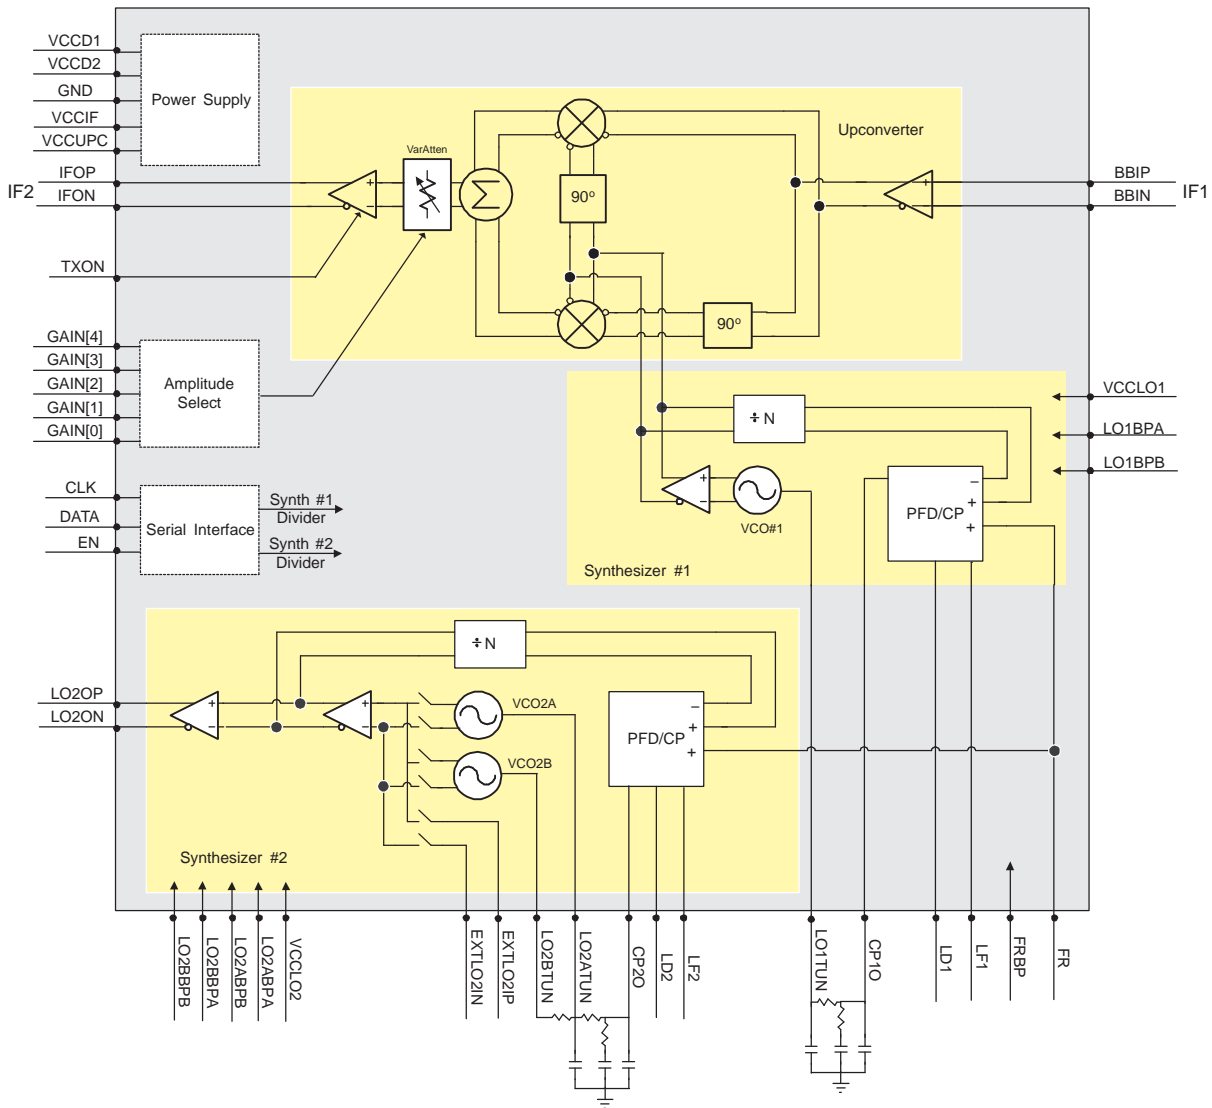 VCCD1
VCCD2
GND
VCCIF
VCCUPC
Power Supply
IFOP
IF2
IFON
TXON
VarAtten
Σ
90°
90°
Upconverter
+
−
+
−
BBIP
IF1
BBIN
GAIN[4]
GAIN[3]
GAIN[2]
GAIN[1]
GAIN[0]
Amplitude
Select
VCCLO1
LO1BPA
LO1BPB
÷ N
+
−
VCO#1
−
+
+
PFD/CP
Synthesizer #1
CLK
DATA
EN
Serial Interface
Synth #1
Divider
Synth #2
Divider
÷ N
LO2OP
LO2ON
+
−
+
−
VCO2A
VCO2B
−
+
+
PFD/CP
Synthesizer #2
LO2BBPB
LO2BBPA
LO2ABPB
LO2ABPA
VCCLO2
EXTLO2IN
EXTLO2IP
LO2BTUN
LO2ATUN
CP2O
LD2
LF2
LO1TUN
CP1O
LD1
LF1
FRBP
FR